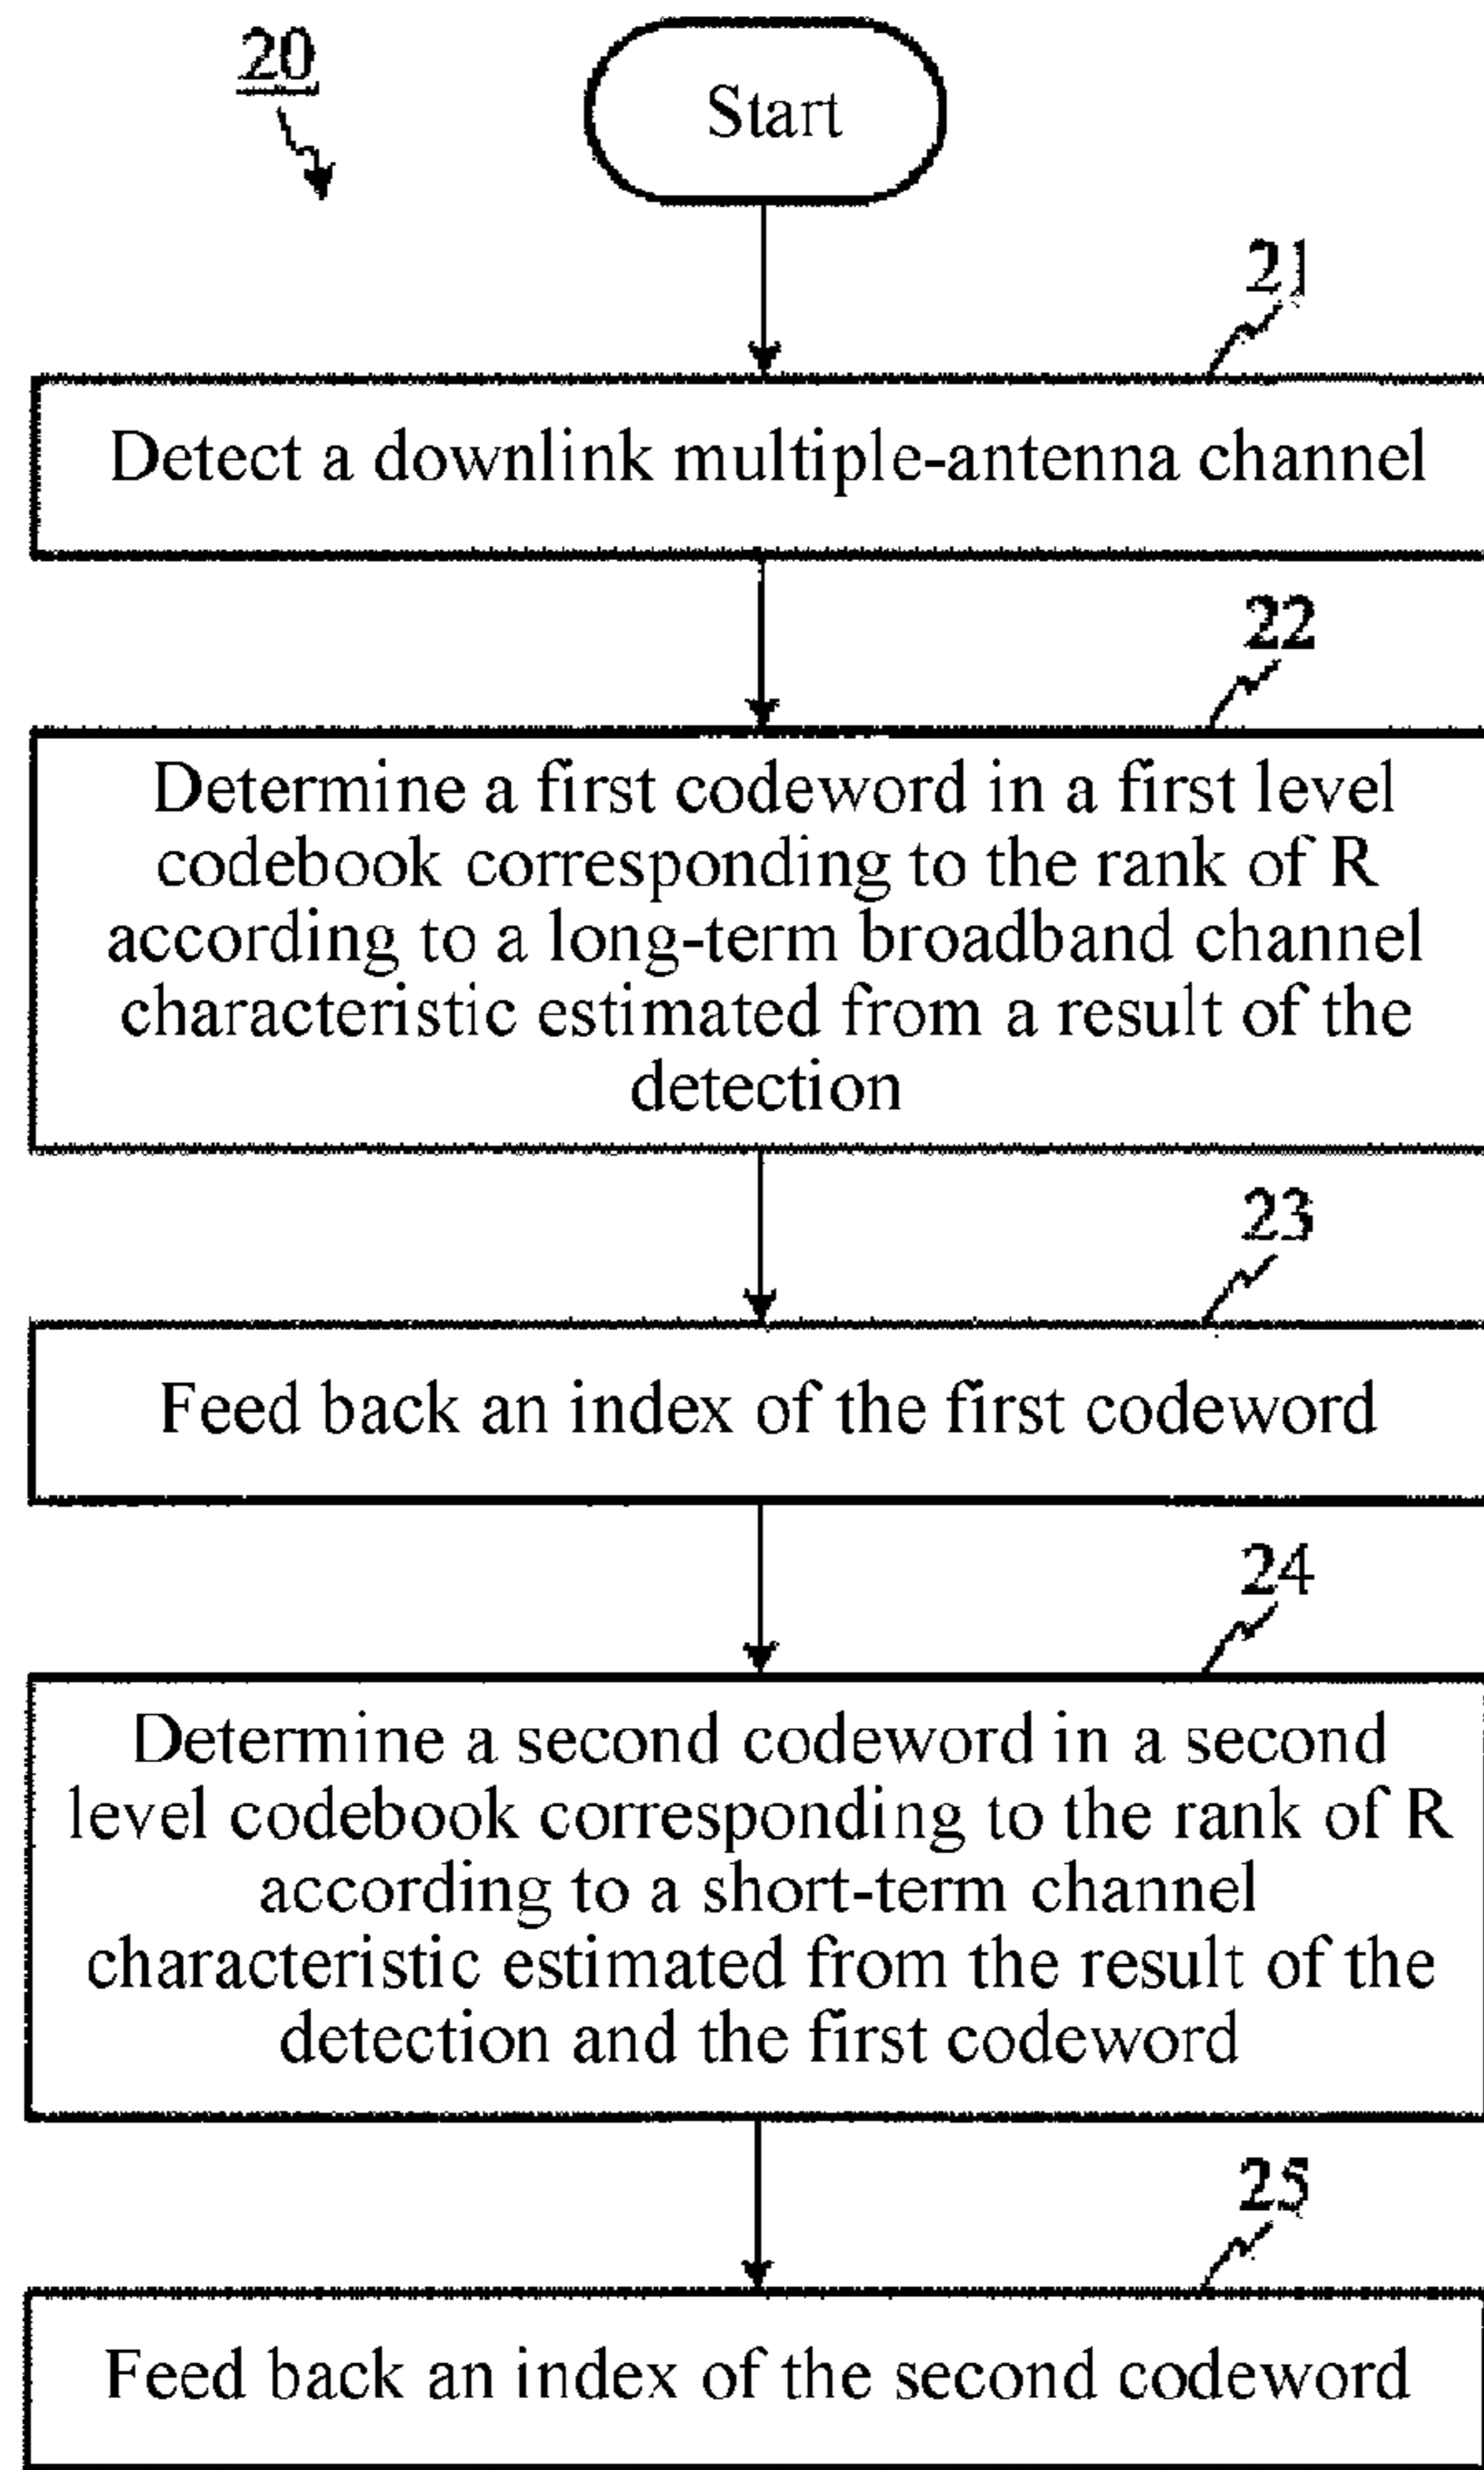 20
Start
21
Detect a downlink multiple-antenna channel
22
Determine a first codeword in a first level
codebook corresponding to the rank of R
according to a long-term broadband channel
characteristic estimated from a result of the
detection
23
Feed back an index of the first codeword
24
Determine a second codeword in a second
level codebook corresponding to the rank of R
according to a short-term channel
characteristic estimated from the result of the
detection and the first codeword
25
Feed back an index of the second codeword